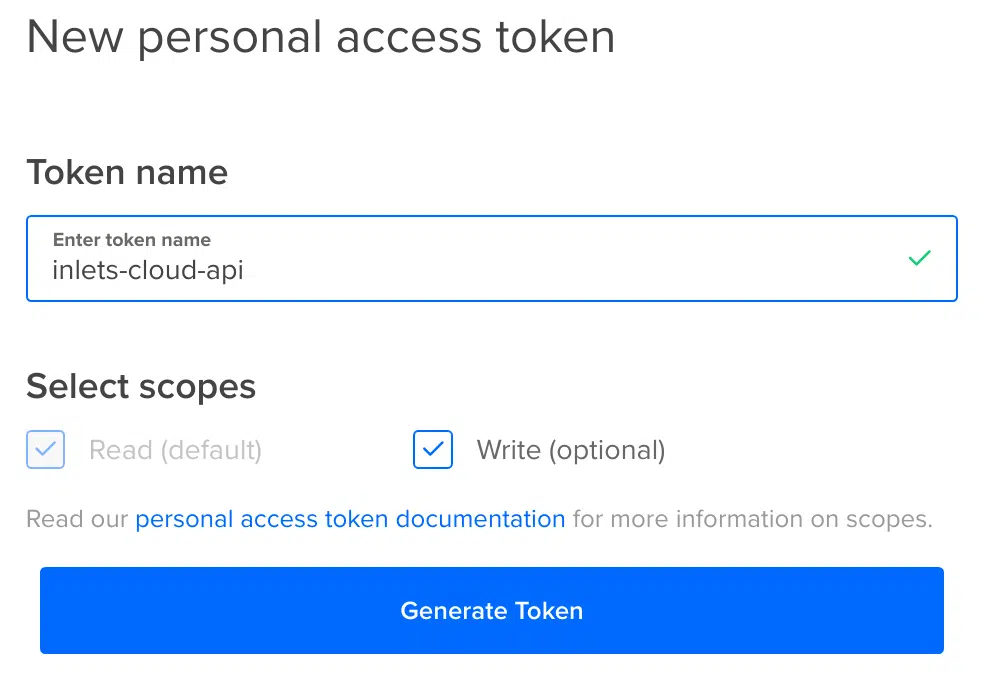 New personal access token
Token name
Enter token name
inlets-cloud-api
Select scopes
Read (default) Write (optional)
Read our personal access token documentation for more information on scopes.
Generate Token